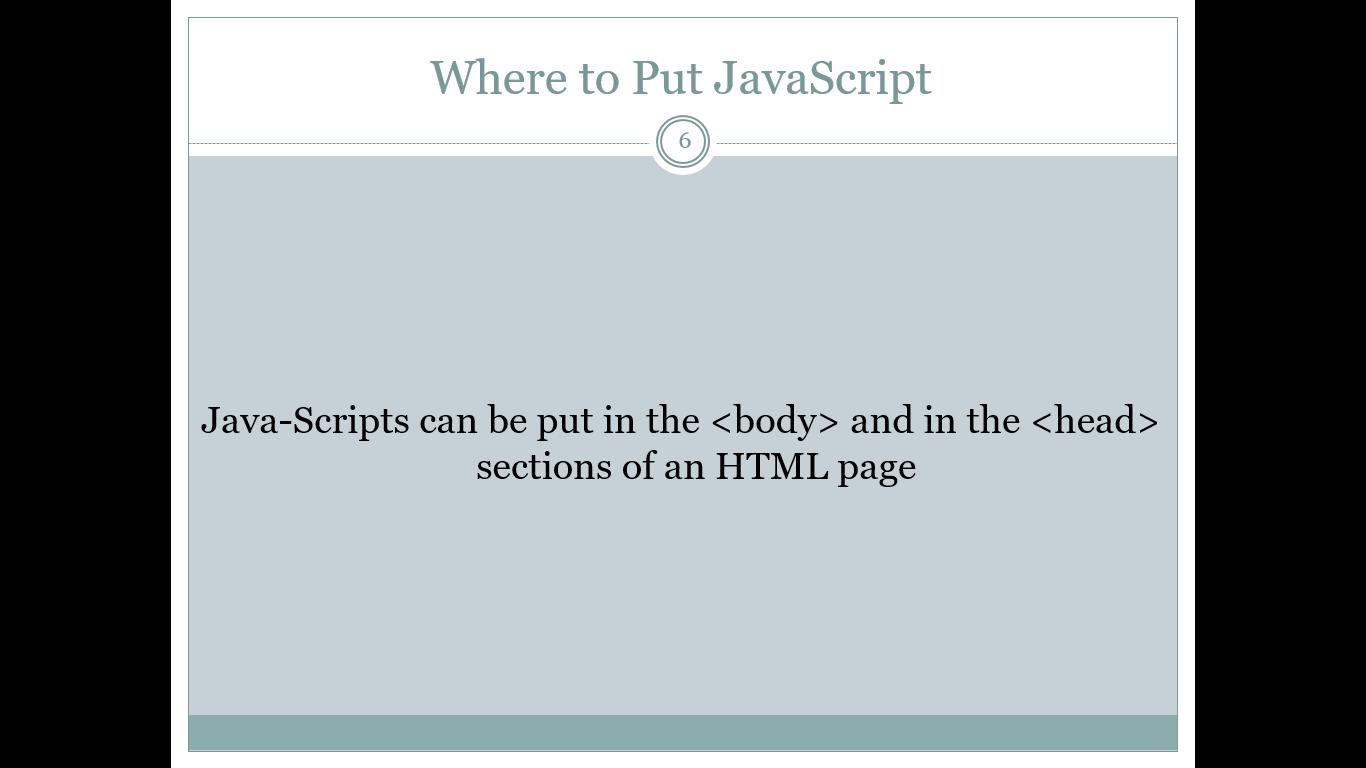 Where to Put JavaScript
6
Java-Scripts can be put in the <body> and in the <head>
sections of an HTML page